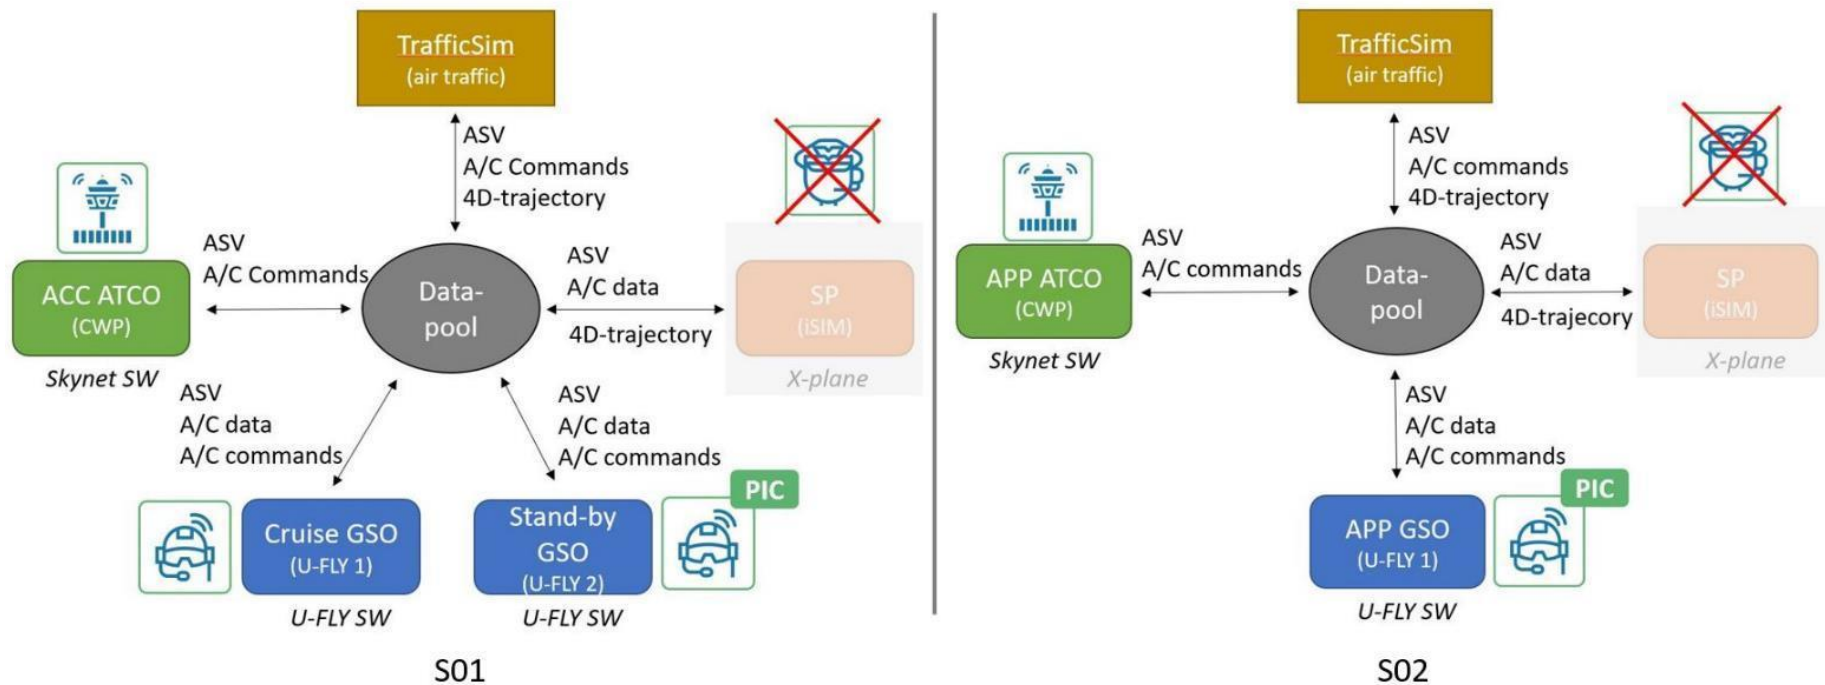 TrafficSim
(air traffic)
ASV
A/C Commands
4D-trajectory
ACC ATCO
(CWP)
Skynet SW
ASV
A/C Commands
Data-
pool
ASV
A/C data
4D-trajectory
SP
(iSIM)
X-plane
ASV
A/C data
A/C commands
ASV
A/C data
A/C commands
Cruise GSO
(U-FLY 1)
U-FLY SW
Stand-by
GSO
(U-FLY 2)
U-FLY SW
PIC
S01
TrafficSim
(air traffic)
ASV
A/C commands
4D-trajectory
APP ATCO
(CWP)
Skynet SW
ASV
A/C commands
Data-
pool
ASV
A/C data
4D-trajecory
SP
(iSIM)
X-plane
ASV
A/C data
A/C commands
PIC
APP GSO
(U-FLY 1)
U-FLY SW
S02